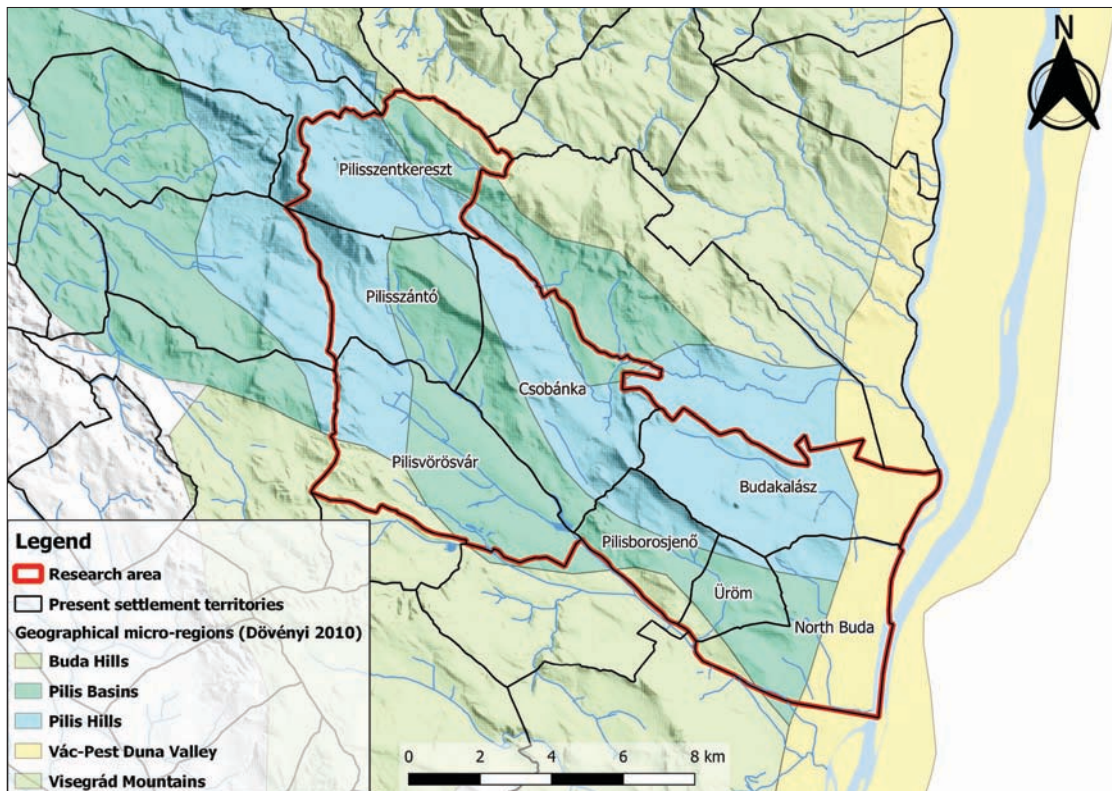 N
Pilisszentkereszt
Pilisszántó
Csobánka
Pilisvörösvár
Budakalász
Pilisborosjenő
Üröm
North Buda
Legend
Research area
Present settlement territories
Geographical micro-regions (Dövényi 2010)
Buda Hills
Pilis Basins
Pilis Hills
Vác-Pest Duna Valley
Visegrád Mountains
0 2 4 6 8 km